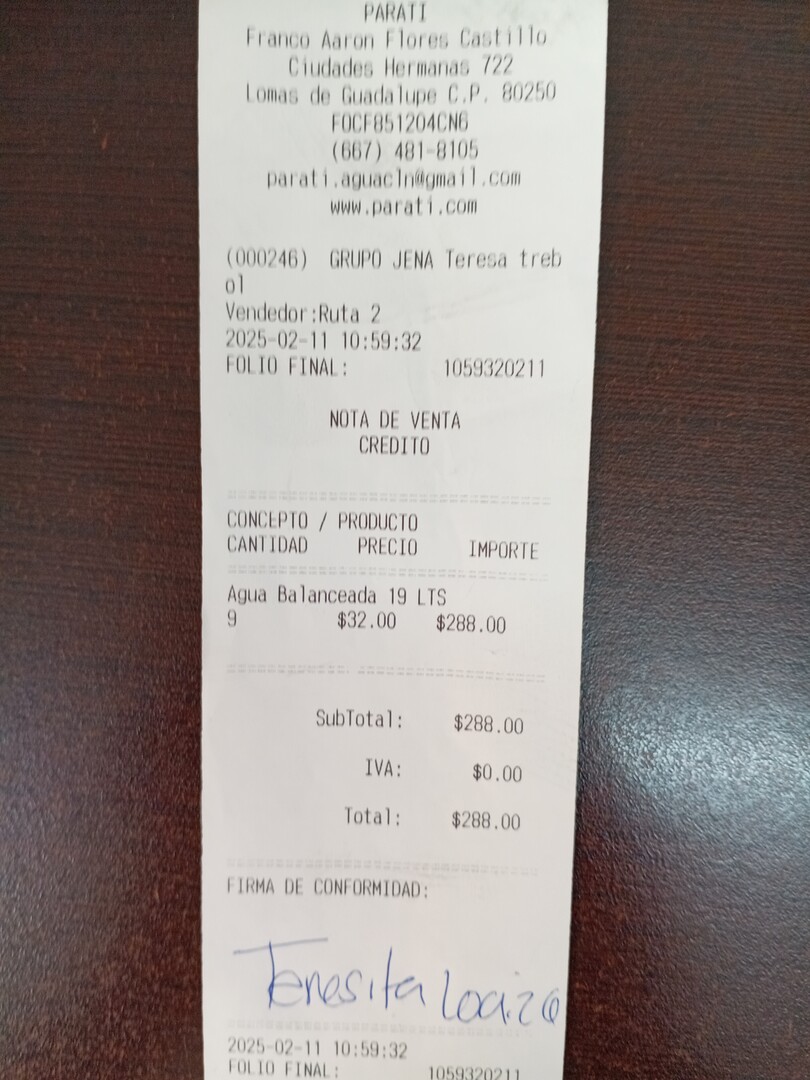 PARATI
Franco Aaron Flores Castillo
Ciudades Hermanas 722
Lomas de Guadalupe C.P. 80250
FOCF851204CN6
(667) 481-8105
parati.aguacln@gmail.com
www.parati.com
(000246) GRUPO JENA Teresa treb
ol
Vendedor:Ruta 2
2025-02-11 10:59:32
FOLIO FINAL: 1059320211
NOTA DE VENTA
CREDITO
CONCEPTO / PRODUCTO
CANTIDAD PRECIO IMPORTE
Agua Balanceada 19 LTS
9 $32.00 $288.00
SubTotal: $288.00
IVA: $0.00
Total: $288.00
FIRMA DE CONFORMIDAD:
Teresita Loaiza
2025-02-11 10:59:32
FOLIO FINAL: 1059320211